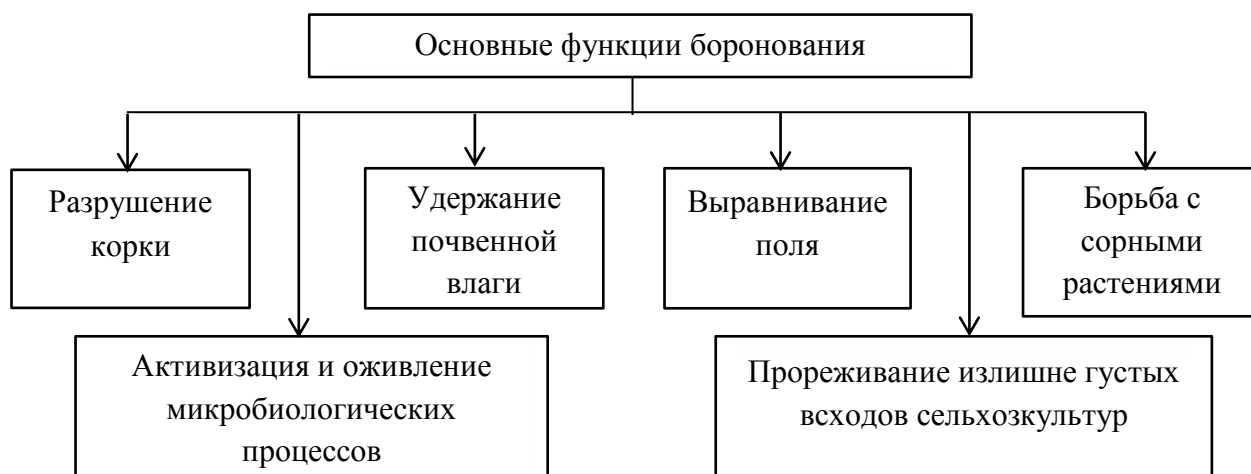 Основные функции боронования
Разрушение
корки
Удержание
почвенной
влаги
Выравнивание
поля
Борьба с
сорными
растениями
Активизация и оживление
микробиологических
процессов
Прореживание излишне густых
всходов сельхозкультур